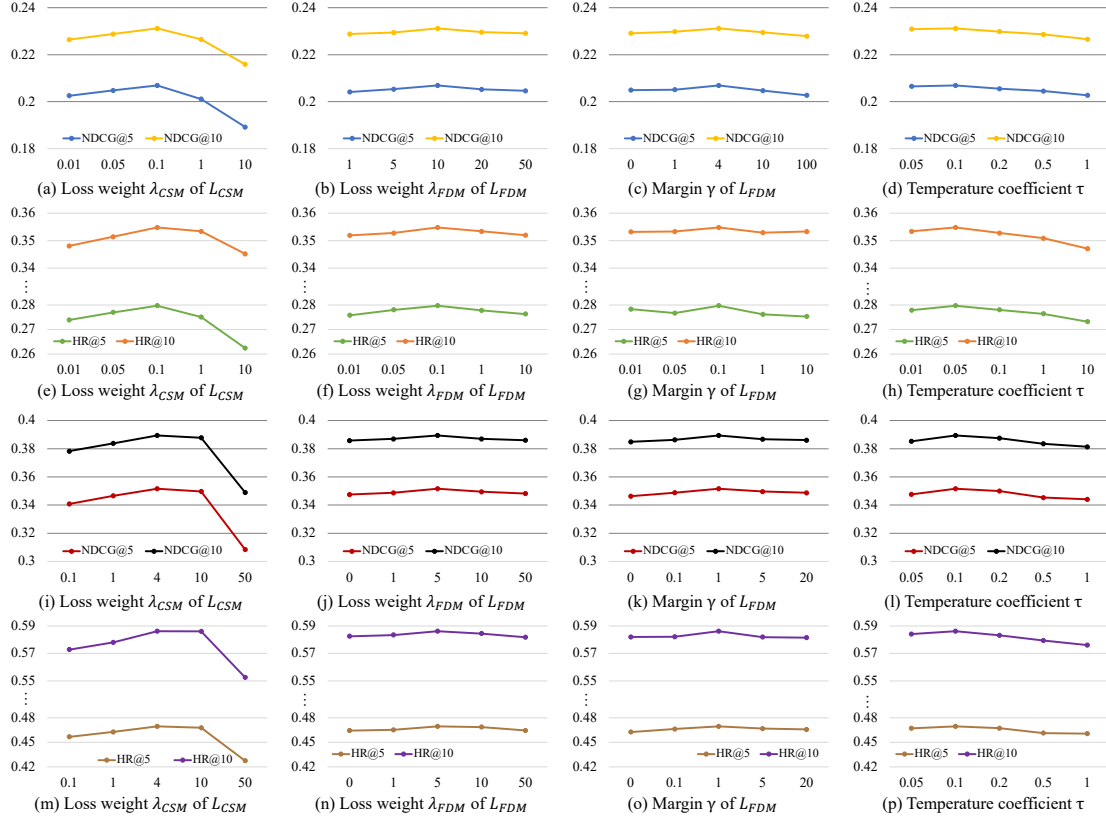 0.24
0.22
0.2
0.18
NDCG@5 NDCG@10
0.01 0.05 0.1 1 10
(a) Loss weight λ_CSM of L_CSM
0.24
0.22
0.2
0.18
NDCG@5 NDCG@10
1 5 10 20 50
(b) Loss weight λ_FDM of L_FDM
0.24
0.22
0.2
0.18
NDCG@5 NDCG@10
0 1 4 10 100
(c) Margin γ of L_FDM
0.24
0.22
0.2
0.18
NDCG@5 NDCG@10
0.05 0.1 0.2 0.5 1
(d) Temperature coefficient τ
0.36
0.35
0.34
⋮
0.28
0.27
0.26
HR@5 HR@10
0.01 0.05 0.1 1 10
(e) Loss weight λ_CSM of L_CSM
0.36
0.35
0.34
⋮
0.28
0.27
0.26
HR@5 HR@10
0.01 0.05 0.1 1 10
(f) Loss weight λ_FDM of L_FDM
0.36
0.35
0.34
⋮
0.28
0.27
0.26
HR@5 HR@10
0.01 0.05 0.1 1 10
(g) Margin γ of L_FDM
0.36
0.35
0.34
⋮
0.28
0.27
0.26
HR@5 HR@10
0.01 0.05 0.1 1 10
(h) Temperature coefficient τ
0.4
0.38
0.36
0.34
0.32
0.3
NDCG@5 NDCG@10
0.1 1 4 10 50
(i) Loss weight λ_CSM of L_CSM
0.4
0.38
0.36
0.34
0.32
0.3
NDCG@5 NDCG@10
0 1 5 10 50
(j) Loss weight λ_FDM of L_FDM
0.4
0.38
0.36
0.34
0.32
0.3
NDCG@5 NDCG@10
0 0.1 1 5 20
(k) Margin γ of L_FDM
0.4
0.38
0.36
0.34
0.32
0.3
NDCG@5 NDCG@10
0.05 0.1 0.2 0.5 1
(l) Temperature coefficient τ
0.59
0.57
0.55
⋮
0.48
0.45
0.42
HR@5 HR@10
0.1 1 4 10 50
(m) Loss weight λ_CSM of L_CSM
0.59
0.57
0.55
⋮
0.48
0.45
0.42
HR@5 HR@10
0 1 5 10 50
(n) Loss weight λ_FDM of L_FDM
0.59
0.57
0.55
⋮
0.48
0.45
0.42
HR@5 HR@10
0 0.1 1 5 20
(o) Margin γ of L_FDM
0.59
0.57
0.55
⋮
0.48
0.45
0.42
HR@5 HR@10
0.05 0.1 0.2 0.5 1
(p) Temperature coefficient τ